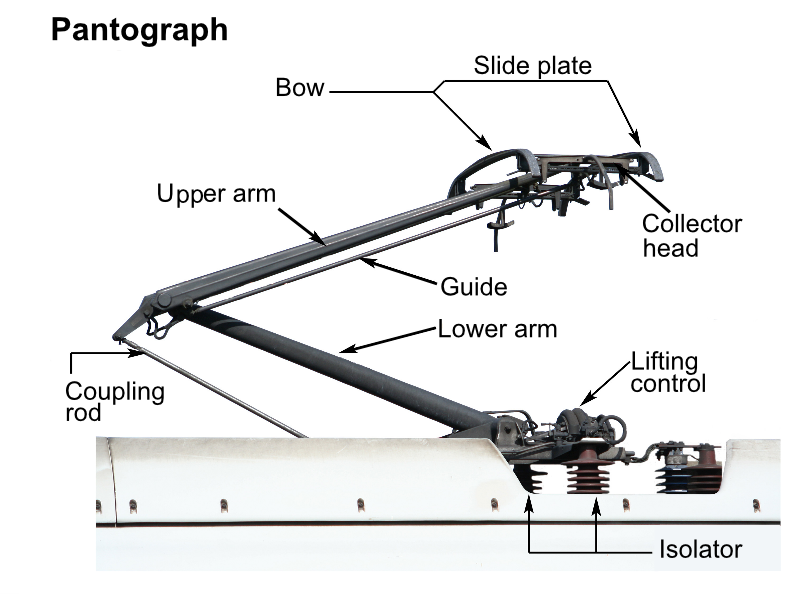 Pantograph
Slide plate
Bow
Upper arm
Collector
head
Guide
Lower arm
Lifting
control
Coupling
rod
Isolator